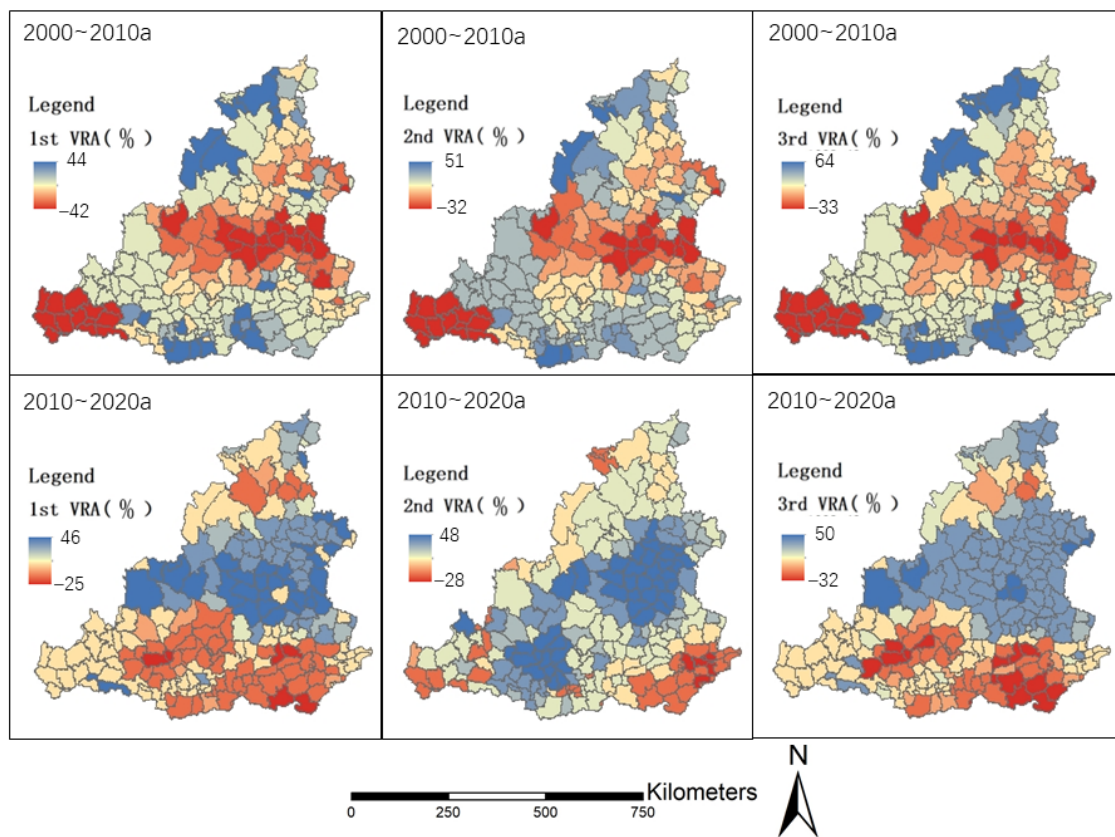 2000~2010a
Legend
1st VRA(%)
44
−42
2000~2010a
Legend
2nd VRA(%)
51
−32
2000~2010a
Legend
3rd VRA(%)
64
−33
2010~2020a
Legend
1st VRA(%)
46
−25
2010~2020a
Legend
2nd VRA(%)
48
−28
2010~2020a
Legend
3rd VRA(%)
50
−32
N
Kilometers
0 250 500 750